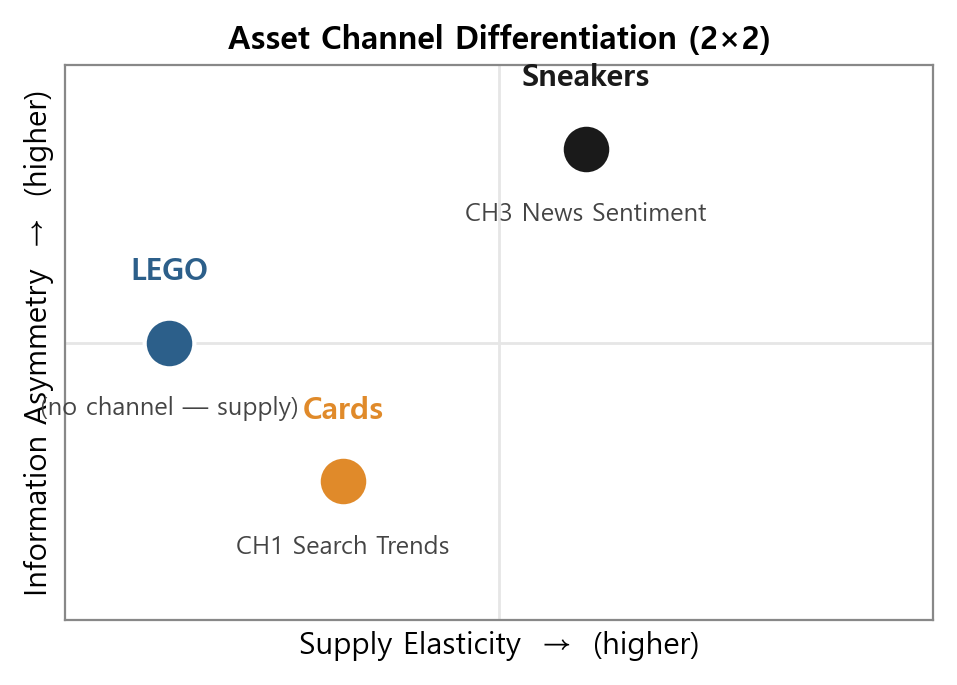 Asset Channel Differentiation (2×2)
Sneakers
CH3 News Sentiment
LEGO
(no channel — supply)
Cards
CH1 Search Trends
Information Asymmetry → (higher)
Supply Elasticity → (higher)